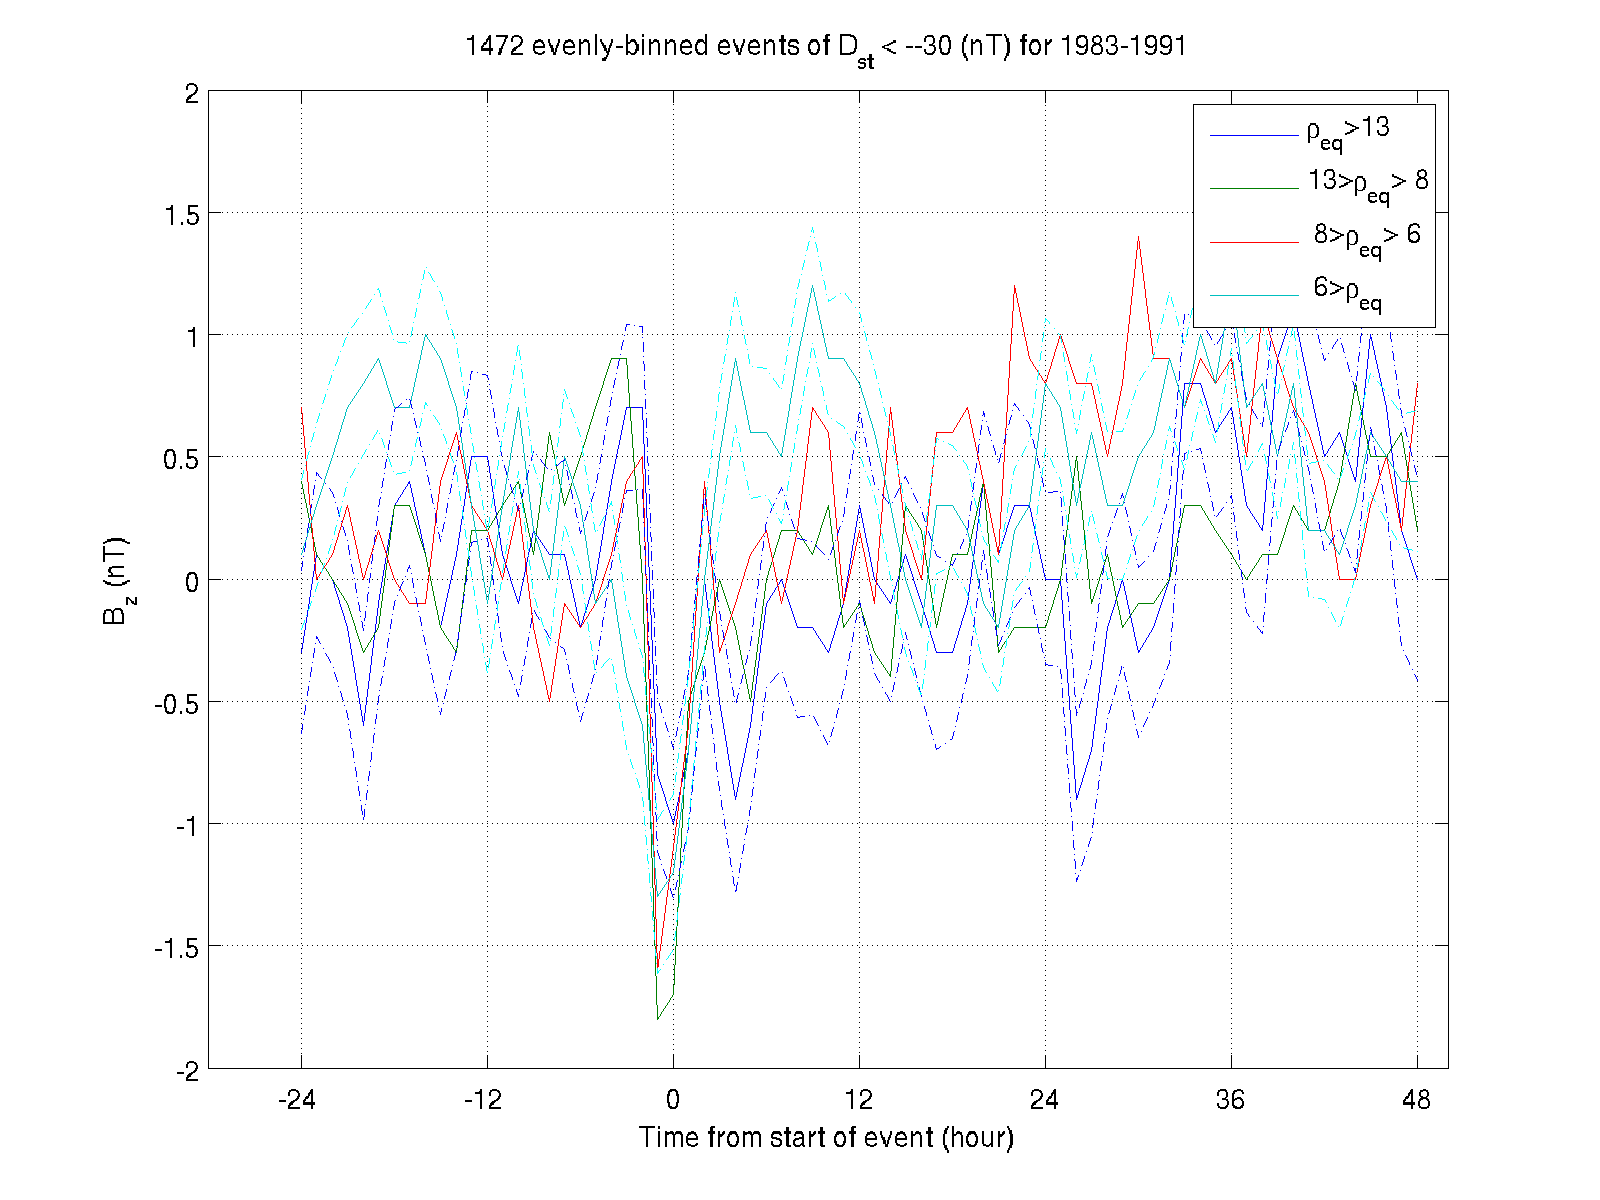 1472 evenly-binned events of Dst < --30 (nT) for 1983-1991
2
1.5
1
0.5
0
-0.5
-1
-1.5
-2
Bz (nT)
ρeq>13
13>ρeq> 8
8>ρeq> 6
6>ρeq
-24 -12 0 12 24 36 48
Time from start of event (hour)